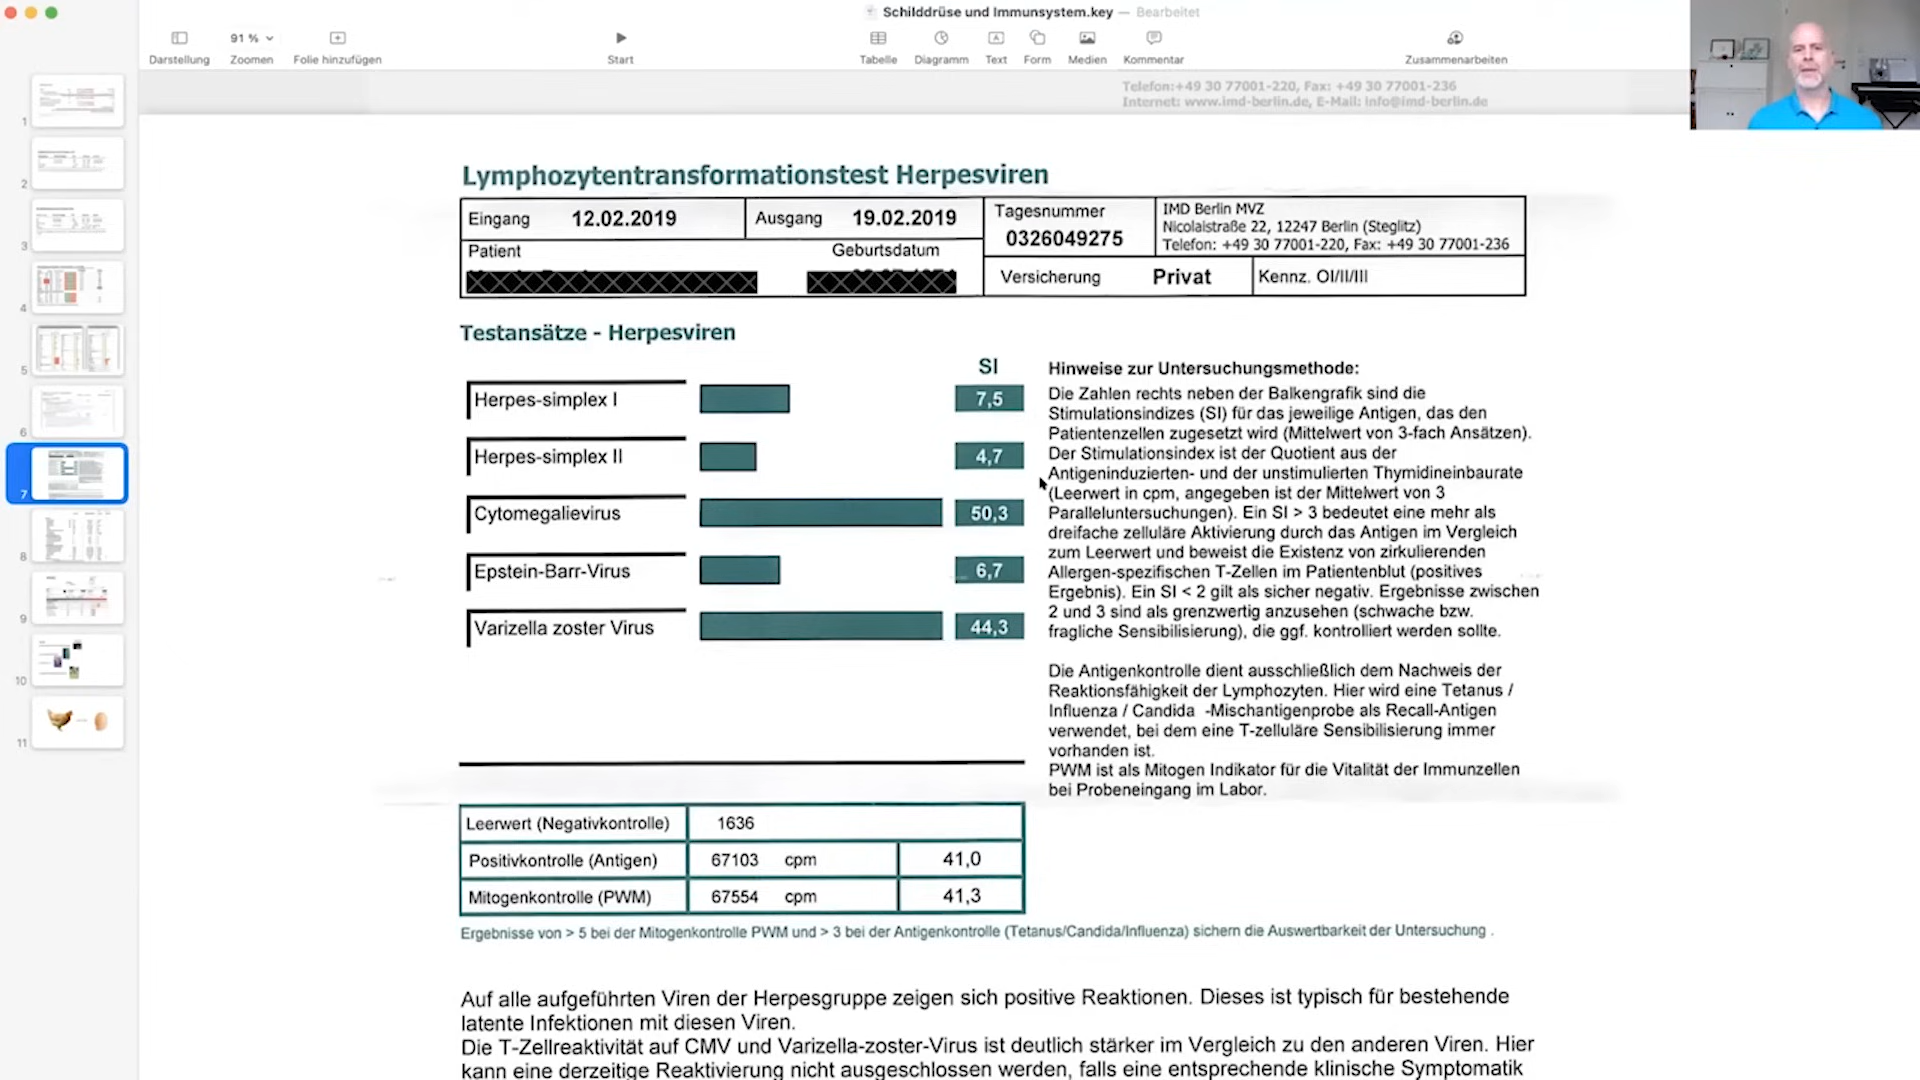 Schilddrüse und Immunsystem.key — Bearbeitet
91 %
Darstellung Zoomen Folie hinzufügen Start Tabelle Diagramm Text Form Medien Kommentar Zusammenarbeiten
Telefon:+49 30 77001-220, Fax: +49 30 77001-236
Internet: www.imd-berlin.de, E-Mail: info@imd-berlin.de
1
2
3
4
5
6
7
8
9
10
11
Lymphozytentransformationstest Herpesviren
Eingang 12.02.2019 Ausgang 19.02.2019
Patient Geburtsdatum
Tagesnummer
0326049275
IMD Berlin MVZ
Nicolaistraße 22, 12247 Berlin (Steglitz)
Telefon: +49 30 77001-220, Fax: +49 30 77001-236
Versicherung Privat Kennz. OI/II/III
Testansätze - Herpesviren
SI
Herpes-simplex I 7,5
Herpes-simplex II 4,7
Cytomegalievirus 50,3
Epstein-Barr-Virus 6,7
Varizella zoster Virus 44,3
Hinweise zur Untersuchungsmethode:
Die Zahlen rechts neben der Balkengrafik sind die
Stimulationsindizes (SI) für das jeweilige Antigen, das den
Patientenzellen zugesetzt wird (Mittelwert von 3-fach Ansätzen).
Der Stimulationsindex ist der Quotient aus der
Antigeninduzierten- und der unstimulierten Thymidineinbaurate
(Leerwert in cpm, angegeben ist der Mittelwert von 3
Paralleluntersuchungen). Ein SI > 3 bedeutet eine mehr als
dreifache zelluläre Aktivierung durch das Antigen im Vergleich
zum Leerwert und beweist die Existenz von zirkulierenden
Allergen-spezifischen T-Zellen im Patientenblut (positives
Ergebnis). Ein SI < 2 gilt als sicher negativ. Ergebnisse zwischen
2 und 3 sind als grenzwertig anzusehen (schwache bzw.
fragliche Sensibilisierung), die ggf. kontrolliert werden sollte.
Die Antigenkontrolle dient ausschließlich dem Nachweis der
Reaktionsfähigkeit der Lymphozyten. Hier wird eine Tetanus /
Influenza / Candida -Mischantigenprobe als Recall-Antigen
verwendet, bei dem eine T-zelluläre Sensibilisierung immer
vorhanden ist.
PWM ist als Mitogen Indikator für die Vitalität der Immunzellen
bei Probeneingang im Labor.
Leerwert (Negativkontrolle) 1636
Positivkontrolle (Antigen) 67103 cpm 41,0
Mitogenkontrolle (PWM) 67554 cpm 41,3
Ergebnisse von > 5 bei der Mitogenkontrolle PWM und > 3 bei der Antigenkontrolle (Tetanus/Candida/Influenza) sichern die Auswertbarkeit der Untersuchung .
Auf alle aufgeführten Viren der Herpesgruppe zeigen sich positive Reaktionen. Dieses ist typisch für bestehende
latente Infektionen mit diesen Viren.
Die T-Zellreaktivität auf CMV und Varizella-zoster-Virus ist deutlich stärker im Vergleich zu den anderen Viren. Hier
kann eine derzeitige Reaktivierung nicht ausgeschlossen werden, falls eine entsprechende klinische Symptomatik